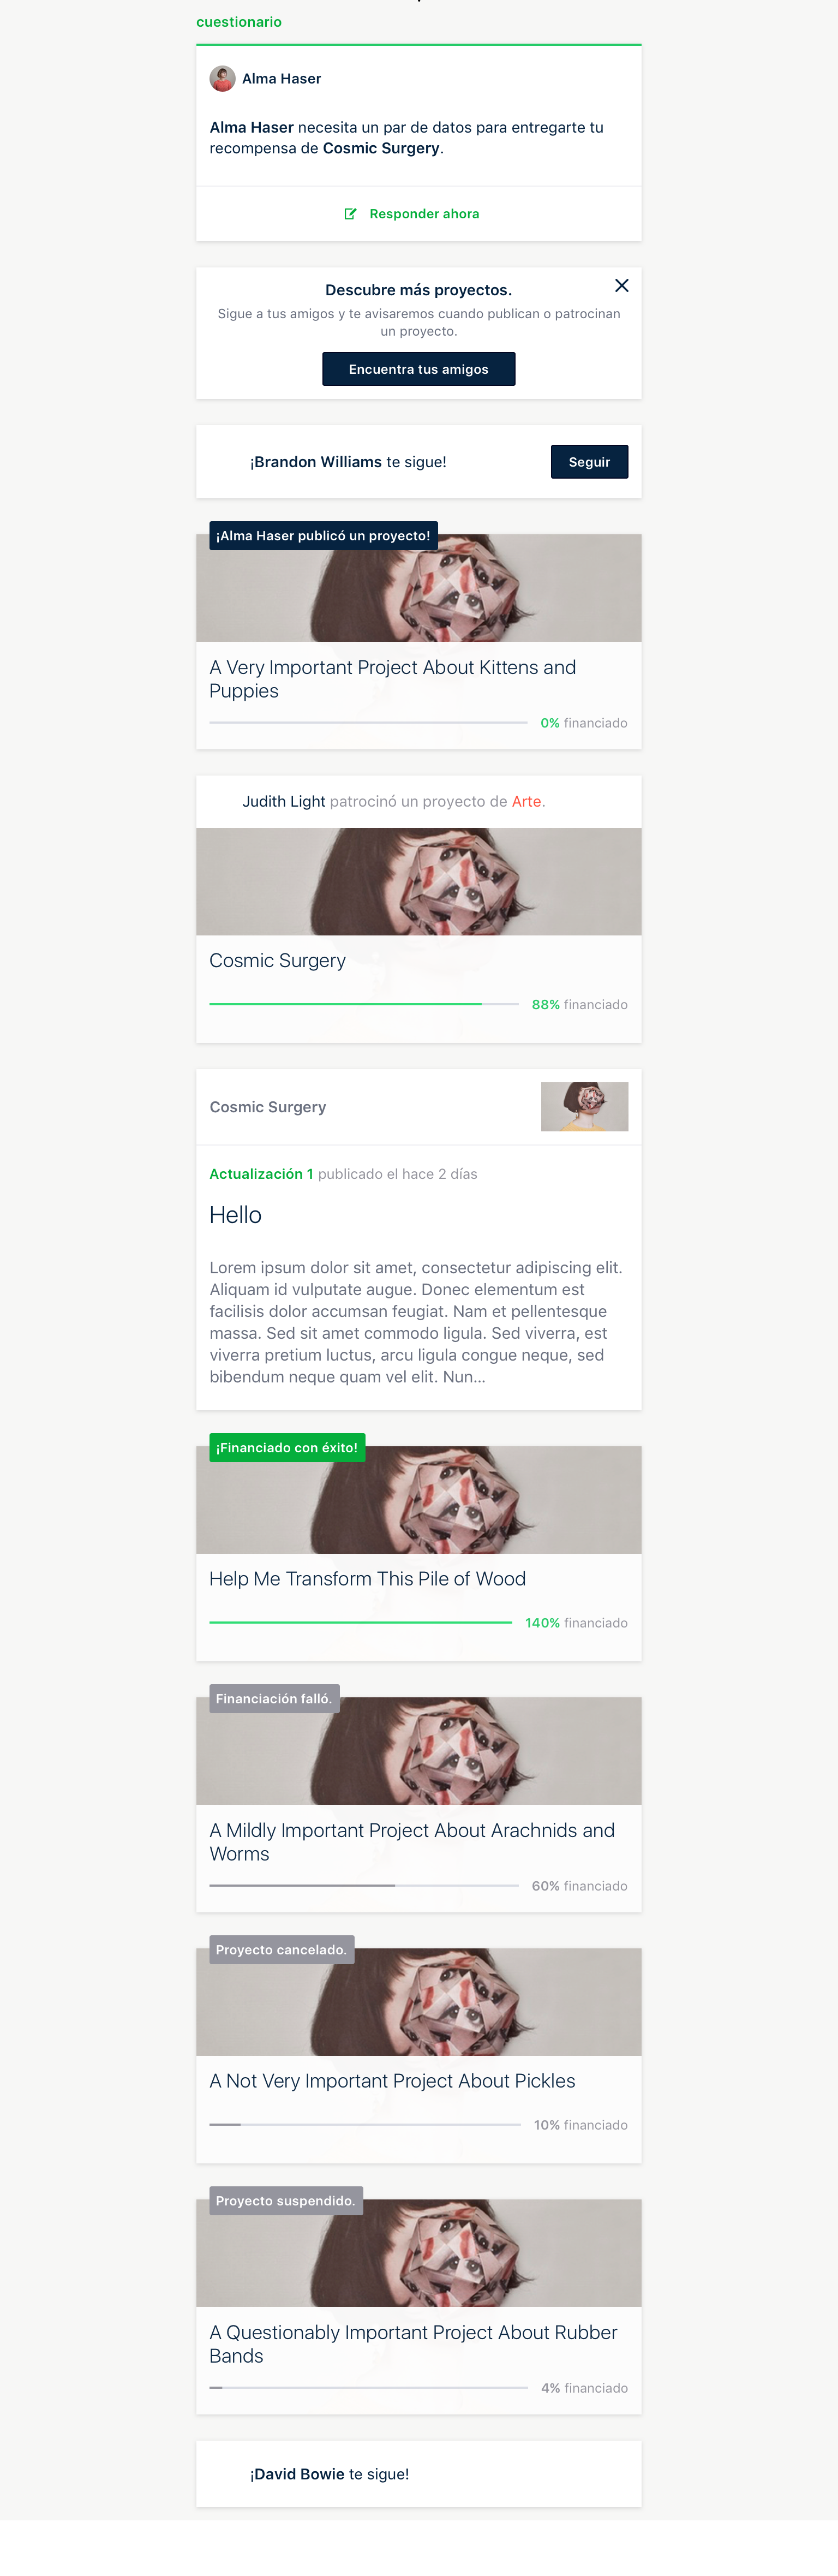 cuestionario
Alma Haser
Alma Haser necesita un par de datos para entregarte tu
recompensa de Cosmic Surgery.
Responder ahora
Descubre más proyectos.
Sigue a tus amigos y te avisaremos cuando publican o patrocinan
un proyecto.
Encuentra tus amigos
¡Brandon Williams te sigue!
Seguir
¡Alma Haser publicó un proyecto!
A Very Important Project About Kittens and
Puppies
0% financiado
Judith Light patrocinó un proyecto de Arte.
Cosmic Surgery
88% financiado
Cosmic Surgery
Actualización 1 publicado el hace 2 días
Hello
Lorem ipsum dolor sit amet, consectetur adipiscing elit.
Aliquam id vulputate augue. Donec elementum est
facilisis dolor accumsan feugiat. Nam et pellentesque
massa. Sed sit amet commodo ligula. Sed viverra, est
viverra pretium luctus, arcu ligula congue neque, sed
bibendum neque quam vel elit. Nun...
¡Financiado con éxito!
Help Me Transform This Pile of Wood
140% financiado
Financiación falló.
A Mildly Important Project About Arachnids and
Worms
60% financiado
Proyecto cancelado.
A Not Very Important Project About Pickles
10% financiado
Proyecto suspendido.
A Questionably Important Project About Rubber
Bands
4% financiado
¡David Bowie te sigue!